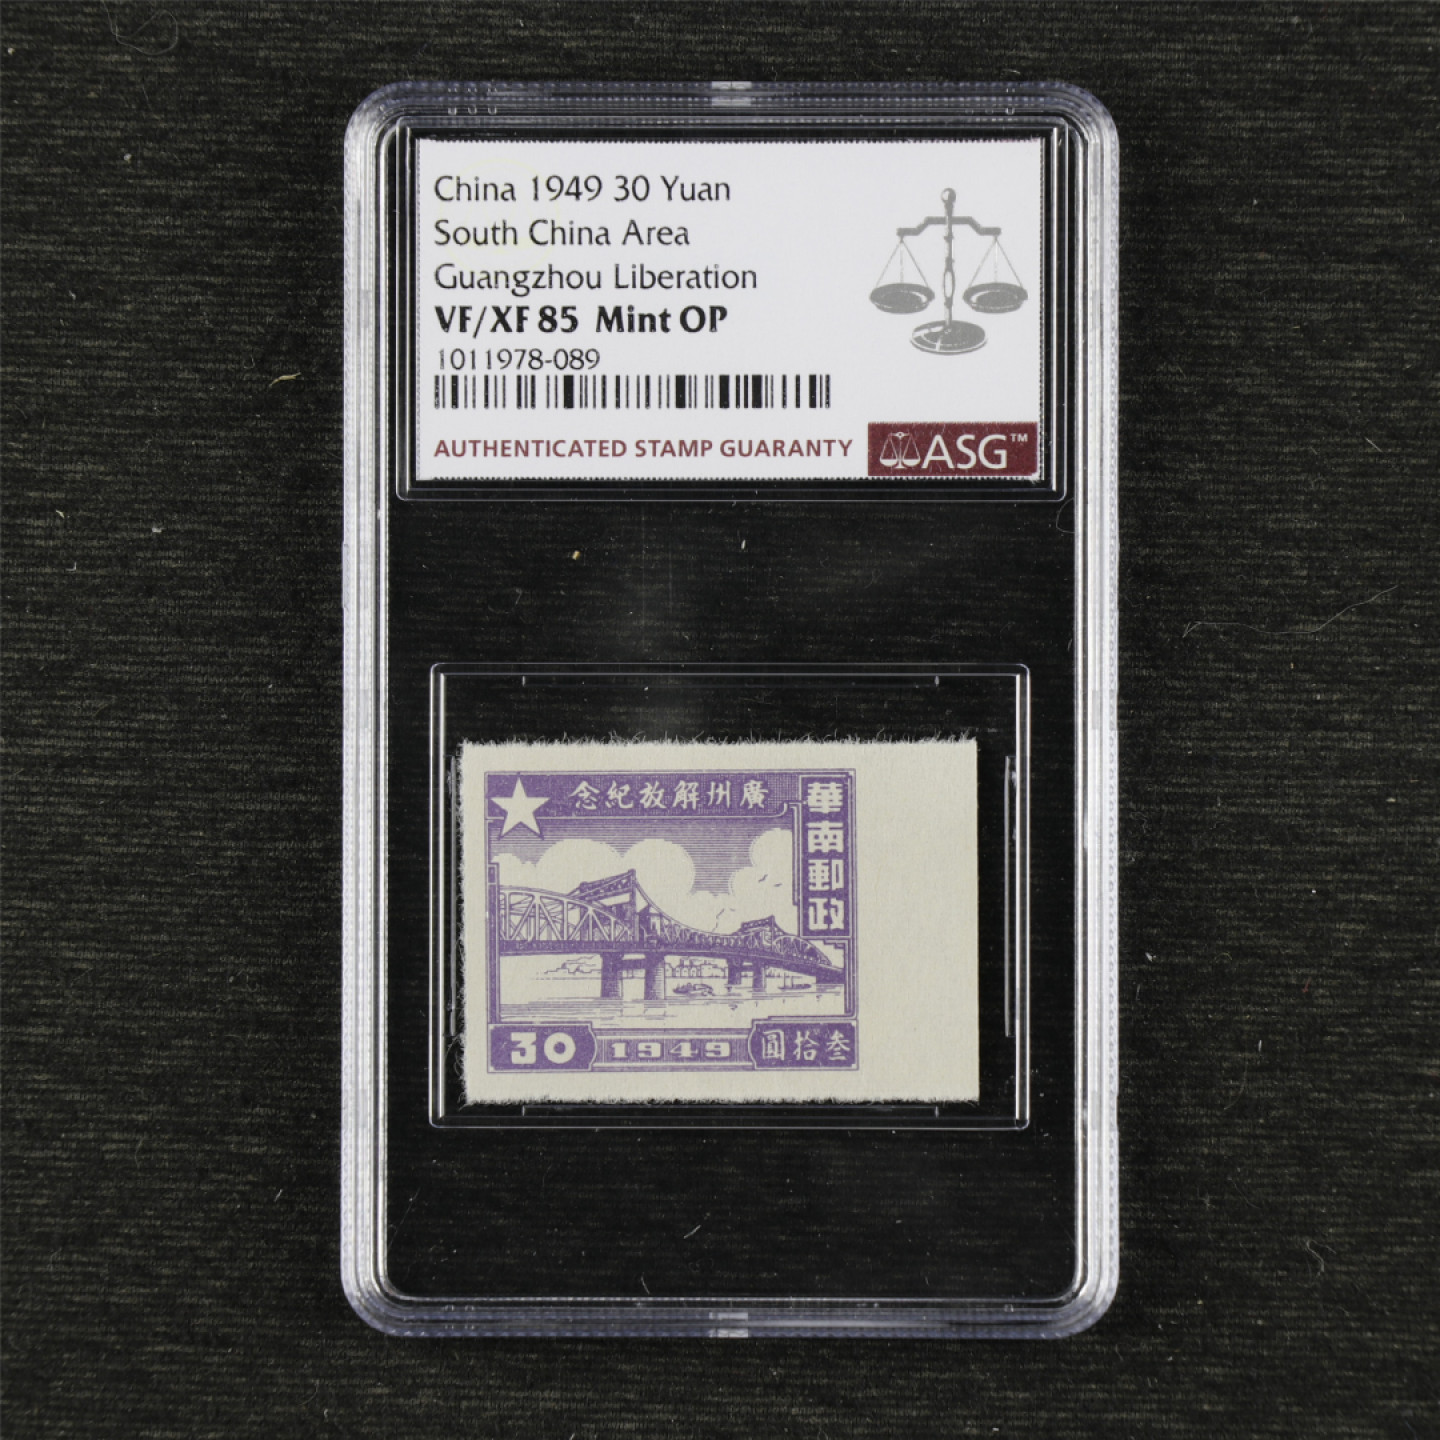 China 1949 30 Yuan
South China Area
Guangzhou Liberation
VF/XF 85 Mint OP
1011978-089
AUTHENTICATED STAMP GUARANTY
ASG™
廣州解放紀念
華南郵政
30
1949
叁拾圓